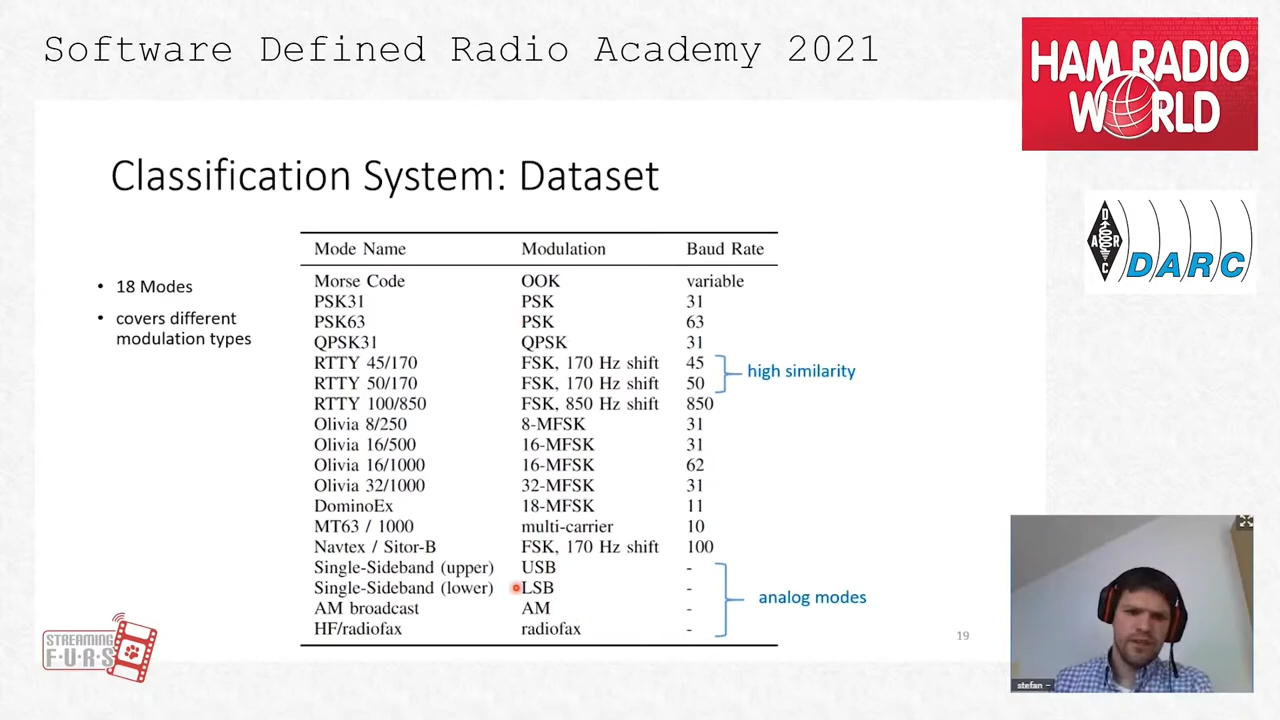 Software Defined Radio Academy 2021
HAM RADIO
WORLD
Classification System: Dataset
DARC
D
A R
C
• 18 Modes
• covers different
modulation types
Mode Name Modulation Baud Rate
Morse Code OOK variable
PSK31 PSK 31
PSK63 PSK 63
QPSK31 QPSK 31
RTTY 45/170 FSK, 170 Hz shift 45
RTTY 50/170 FSK, 170 Hz shift 50
high similarity
RTTY 100/850 FSK, 850 Hz shift 850
Olivia 8/250 8-MFSK 31
Olivia 16/500 16-MFSK 31
Olivia 16/1000 16-MFSK 62
Olivia 32/1000 32-MFSK 31
DominoEx 18-MFSK 11
MT63 / 1000 multi-carrier 10
Navtex / Sitor-B FSK, 170 Hz shift 100
Single-Sideband (upper) USB -
Single-Sideband (lower) LSB -
AM broadcast AM -
HF/radiofax radiofax -
analog modes
19
STREAMING
F·U·R·S
stefan –